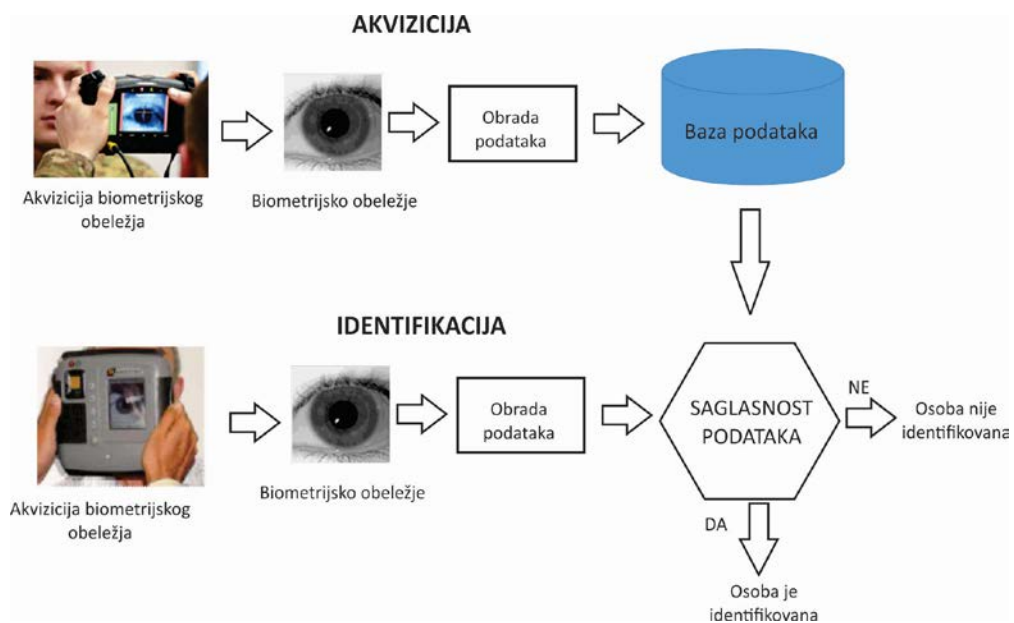 AKVIZICIJA
Akvizicija biometrijskog
obeležja
Biometrijsko obeležje
Obrada
podataka
Baza podataka
IDENTIFIKACIJA
Akvizicija biometrijskog
obeležja
Biometrijsko obeležje
Obrada
podataka
SAGLASNOST
PODATAKA
NE
Osoba nije
identifikovana
DA
Osoba je
identifikovana